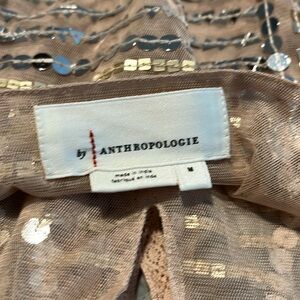 by ANTHROPOLOGIE
made in india
fabriqué en inde
M